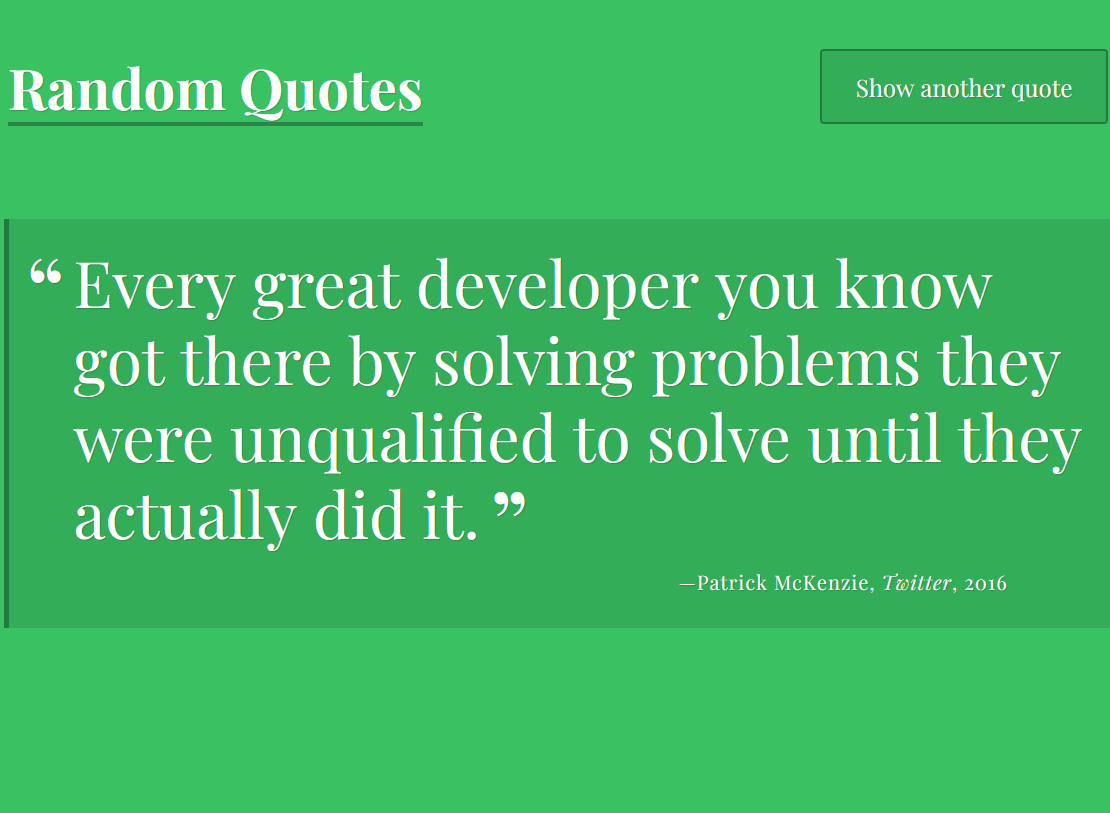 Random Quotes
Show another quote
“ Every great developer you know
got there by solving problems they
were unqualified to solve until they
actually did it. ”
—Patrick McKenzie, Twitter, 2016